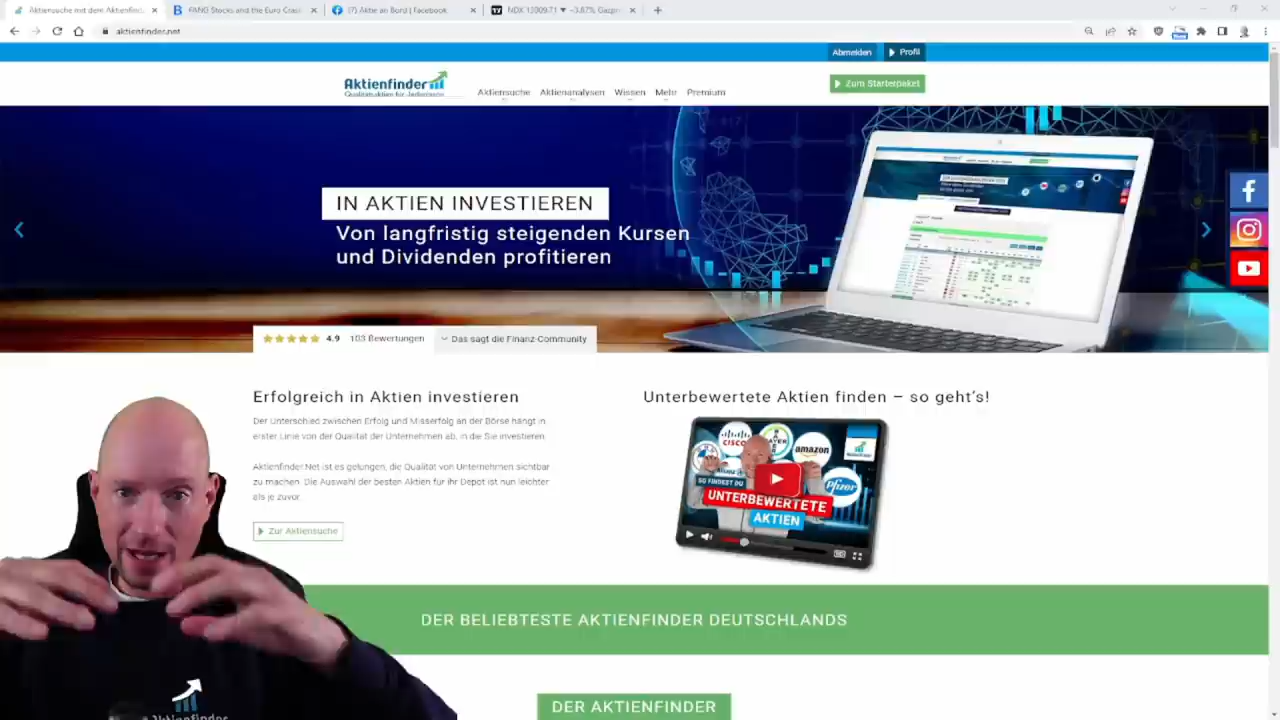 Aktiensuche mit dem Aktienfind
FANG Stocks and the Euro Crash
(7) Aktie an Bord | Facebook
NDX 13009.71 ▼ −3.87% Gazpr
aktienfinder.net
Abmelden
Profil
Aktienfinder
Qualitätsaktien für Jedermann
Aktiensuche
Aktienanalysen
Wissen
Mehr
Premium
Zum Starterpaket
IN AKTIEN INVESTIEREN
Von langfristig steigenden Kursen
und Dividenden profitieren
4.9 103 Bewertungen
Das sagt die Finanz-Community
Erfolgreich in Aktien investieren
Der Unterschied zwischen Erfolg und Misserfolg an der Börse hängt in
erster Linie von der Qualität der Unternehmen ab, in die Sie investieren.
Aktienfinder.Net ist es gelungen, die Qualität von Unternehmen sichtbar
zu machen. Die Auswahl der besten Aktien für ihr Depot ist nun leichter
als je zuvor.
Zur Aktiensuche
Unterbewertete Aktien finden – so geht's!
CISCO
BAYER
amazon
Pfizer
SO FINDEST DU
UNTERBEWERTETE
AKTIEN
DER BELIEBTESTE AKTIENFINDER DEUTSCHLANDS
DER AKTIENFINDER
Aktienfinder